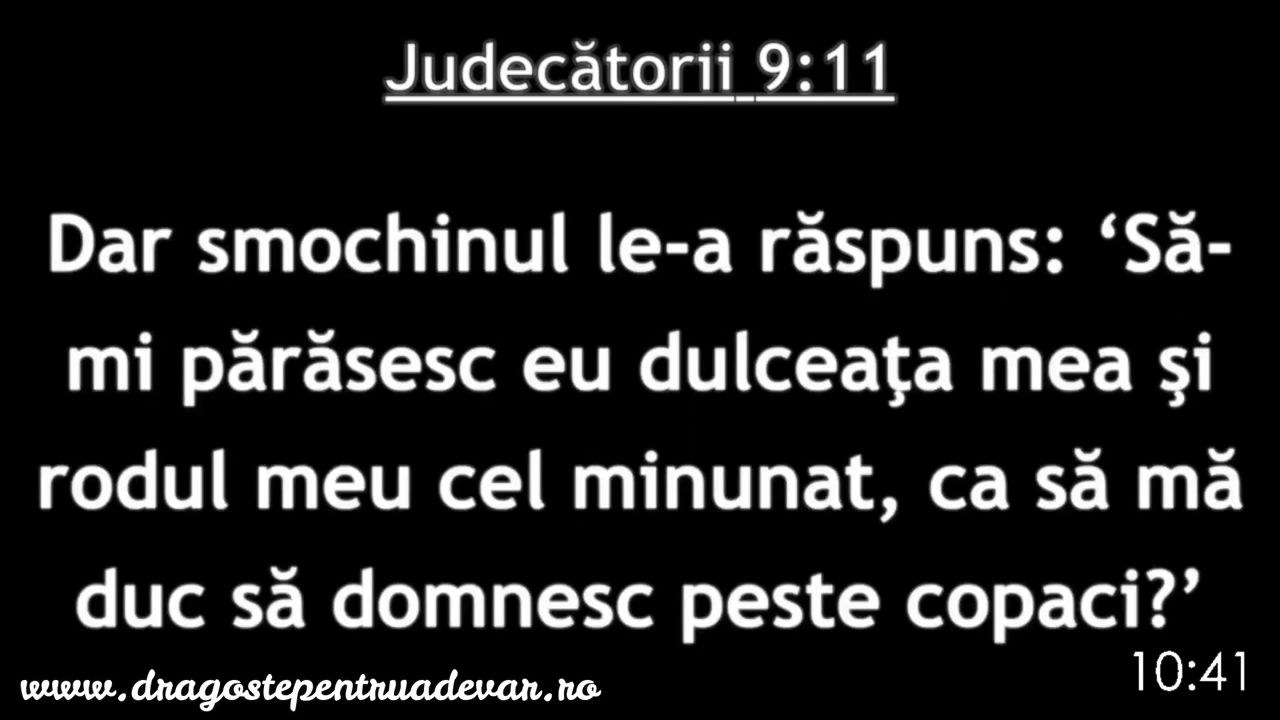 Judecătorii 9:11
Dar smochinul le-a răspuns: ‘Să-
mi părăsesc eu dulceaţa mea şi
rodul meu cel minunat, ca să mă
duc să domnesc peste copaci?’
www.dragostepentruadevar.ro
10:41